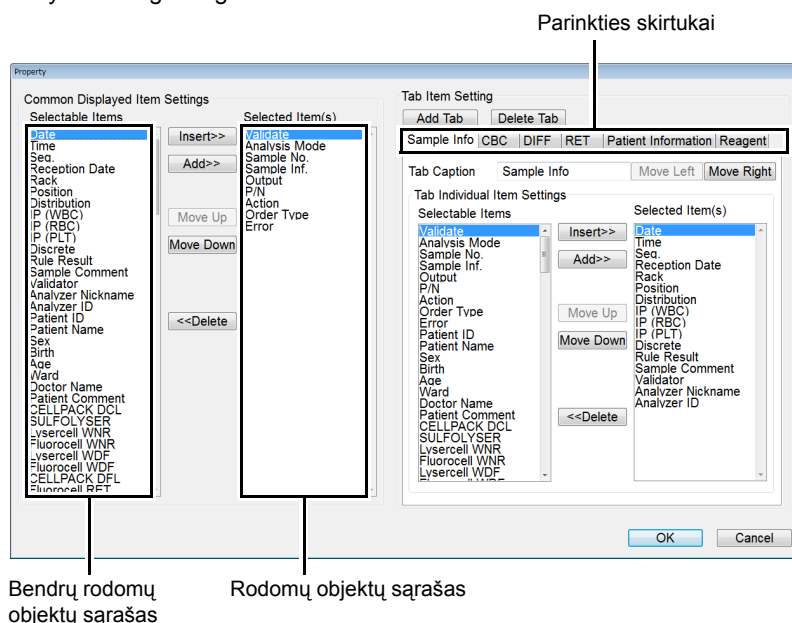 Parinkties skirtukai
Property
Common Displayed Item Settings
Selectable Items
Date
Time
Seq.
Reception Date
Rack
Position
Distribution
IP (WBC)
IP (RBC)
IP (PLT)
Discrete
Rule Result
Sample Comment
Validator
Analyzer Nickname
Analyzer ID
Patient ID
Patient Name
Sex
Birth
Age
Ward
Doctor Name
Patient Comment
CELLPACK DCL
SULFOLYSER
Lysercell WNR
Fluorocell WNR
Lysercell WDF
Fluorocell WDF
CELLPACK DFL
Fluorocell RET
Insert>>
Add>>
Move Up
Move Down
<<Delete
Selected Item(s)
Validate
Analysis Mode
Sample No.
Sample Inf.
Output
P/N
Action
Order Type
Error
Tab Item Setting
Add Tab Delete Tab
Sample Info CBC DIFF RET Patient Information Reagent
Tab Caption Sample Info Move Left Move Right
Tab Individual Item Settings
Selectable Items
Validate
Analysis Mode
Sample No.
Sample Inf.
Output
P/N
Action
Order Type
Error
Patient ID
Patient Name
Sex
Birth
Age
Ward
Doctor Name
Patient Comment
CELLPACK DCL
SULFOLYSER
Lysercell WNR
Fluorocell WNR
Lysercell WDF
Insert>>
Add>>
Move Up
Move Down
<<Delete
Selected Item(s)
Date
Time
Seq.
Reception Date
Rack
Position
Distribution
IP (WBC)
IP (RBC)
IP (PLT)
Discrete
Rule Result
Sample Comment
Validator
Analyzer Nickname
Analyzer ID
OK Cancel
Bendrų rodomų
objektų sąrašas
Rodomų objektų sąrašas